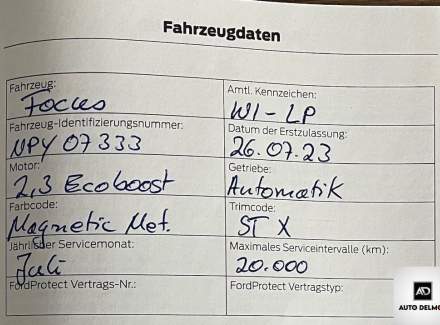 Fahrzeugdaten
Fahrzeug: Amtl. Kennzeichen:
Focus WI-LP
Fahrzeug-Identifizierungsnummer: Datum der Erstzulassung:
NPY 07333 26.07.23
Motor: Getriebe:
2,3 Ecoboost Automatik
Farbcode: Trimcode:
Magnetic Met. ST X
Jährlicher Servicemonat: Maximales Serviceintervalle (km):
Juli 20.000
FordProtect Vertrags-Nr.: FordProtect Vertragstyp:
AD
AUTO DELMO